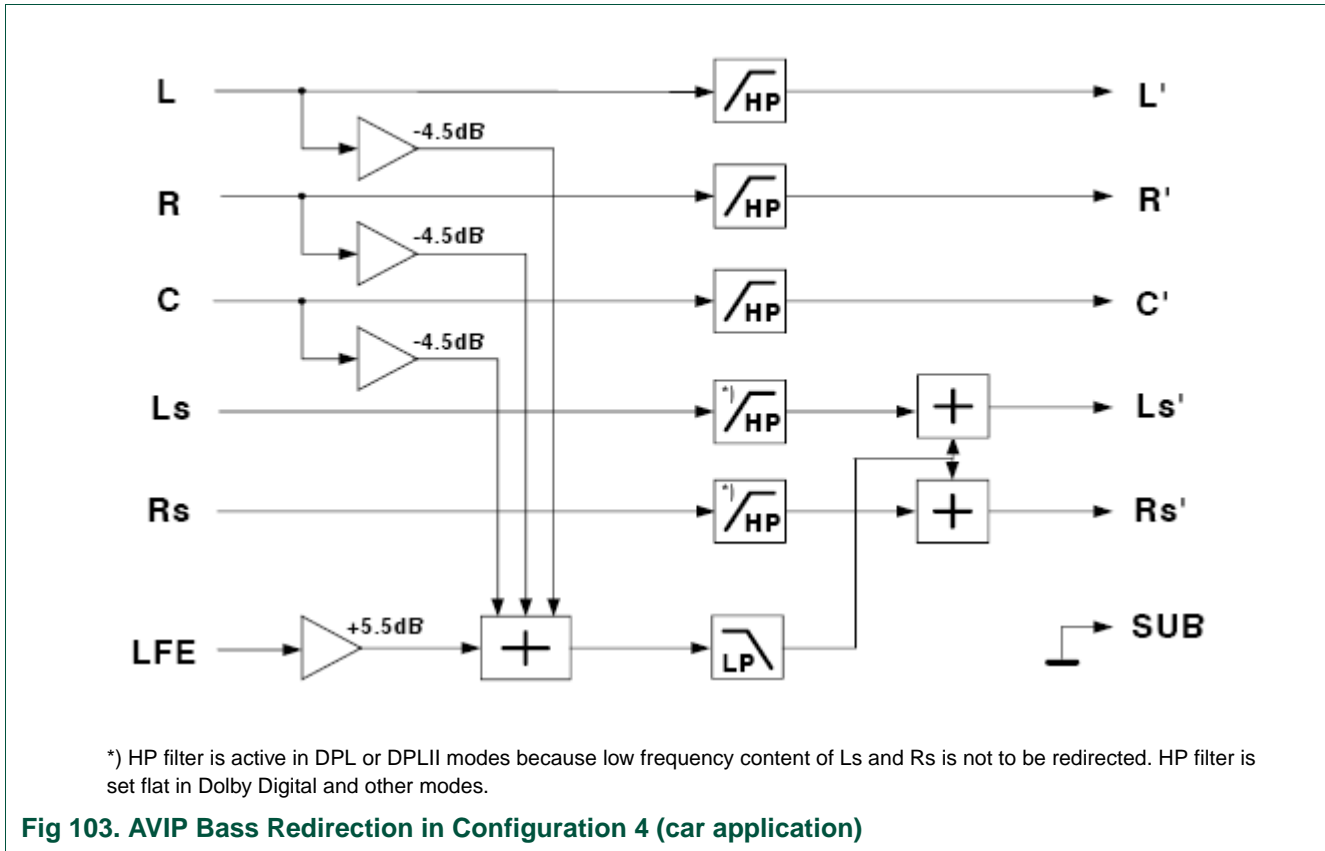 L
HP
L'
-4.5dB
R
HP
R'
-4.5dB
C
HP
C'
-4.5dB
Ls
*)
HP
+
Ls'
Rs
*)
HP
+
Rs'
LFE
+5.5dB
+
LP
SUB
*) HP filter is active in DPL or DPLII modes because low frequency content of Ls and Rs is not to be redirected. HP filter is
set flat in Dolby Digital and other modes.
Fig 103. AVIP Bass Redirection in Configuration 4 (car application)